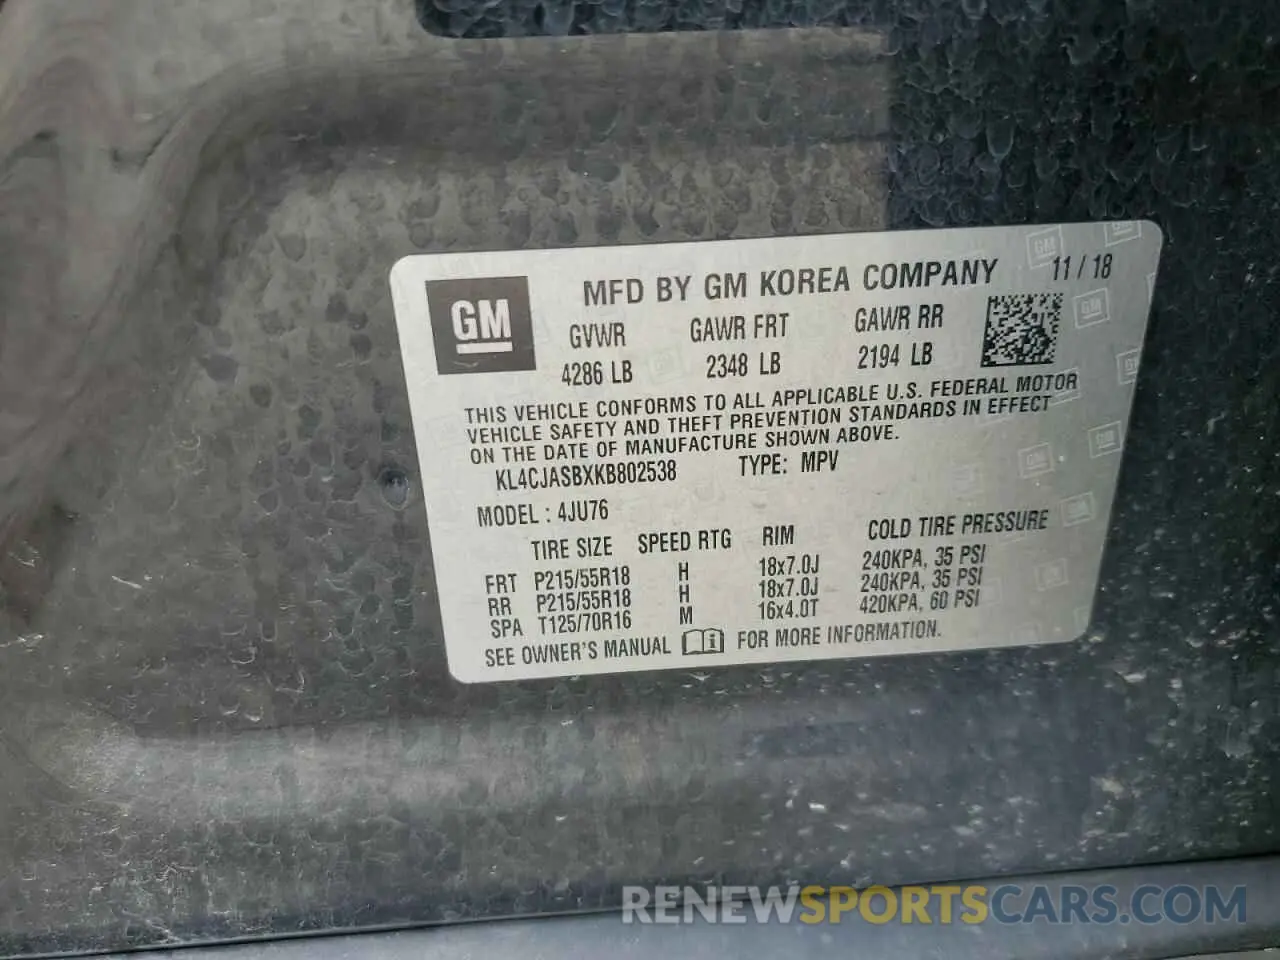 GM
MFD BY GM KOREA COMPANY 11 / 18
GVWR GAWR FRT GAWR RR
4286 LB 2348 LB 2194 LB
THIS VEHICLE CONFORMS TO ALL APPLICABLE U.S. FEDERAL MOTOR
VEHICLE SAFETY AND THEFT PREVENTION STANDARDS IN EFFECT
ON THE DATE OF MANUFACTURE SHOWN ABOVE.
KL4CJASBXKB802538 TYPE: MPV
MODEL : 4JU76
TIRE SIZE SPEED RTG RIM COLD TIRE PRESSURE
FRT P215/55R18 H 18x7.0J 240KPA, 35 PSI
RR P215/55R18 H 18x7.0J 240KPA, 35 PSI
SPA T125/70R16 M 16x4.0T 420KPA, 60 PSI
SEE OWNER'S MANUAL FOR MORE INFORMATION.
RENEWSPORTSCARS.COM